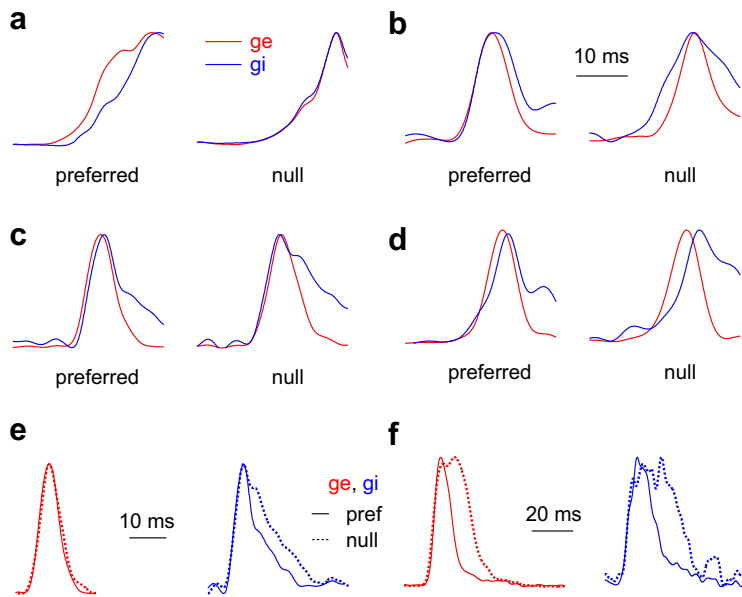 a
ge
gi
preferred
null
b
10 ms
preferred
null
c
preferred
null
d
preferred
null
e
10 ms
ge, gi
pref
null
f
20 ms